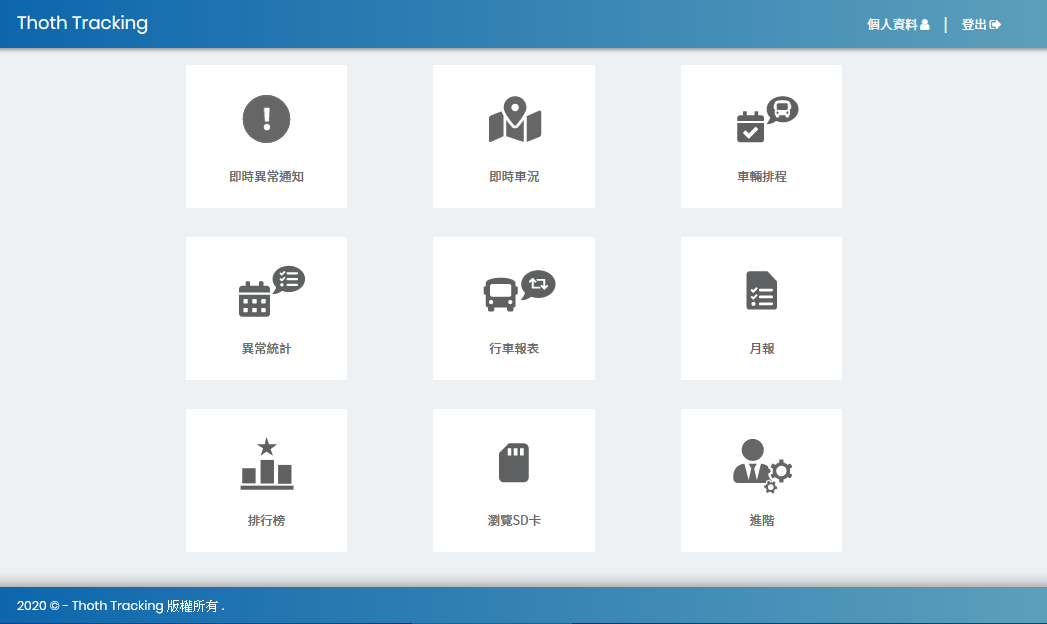 Thoth Tracking
個人資料 | 登出
即時異常通知
即時車況
車輛排程
異常統計
行車報表
月報
排行榜
瀏覽SD卡
進階
2020 © - Thoth Tracking 版權所有 .